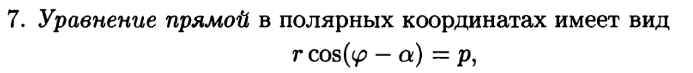 7. Уравнение прямой в полярных координатах имеет вид
r cos(φ − α) = p,